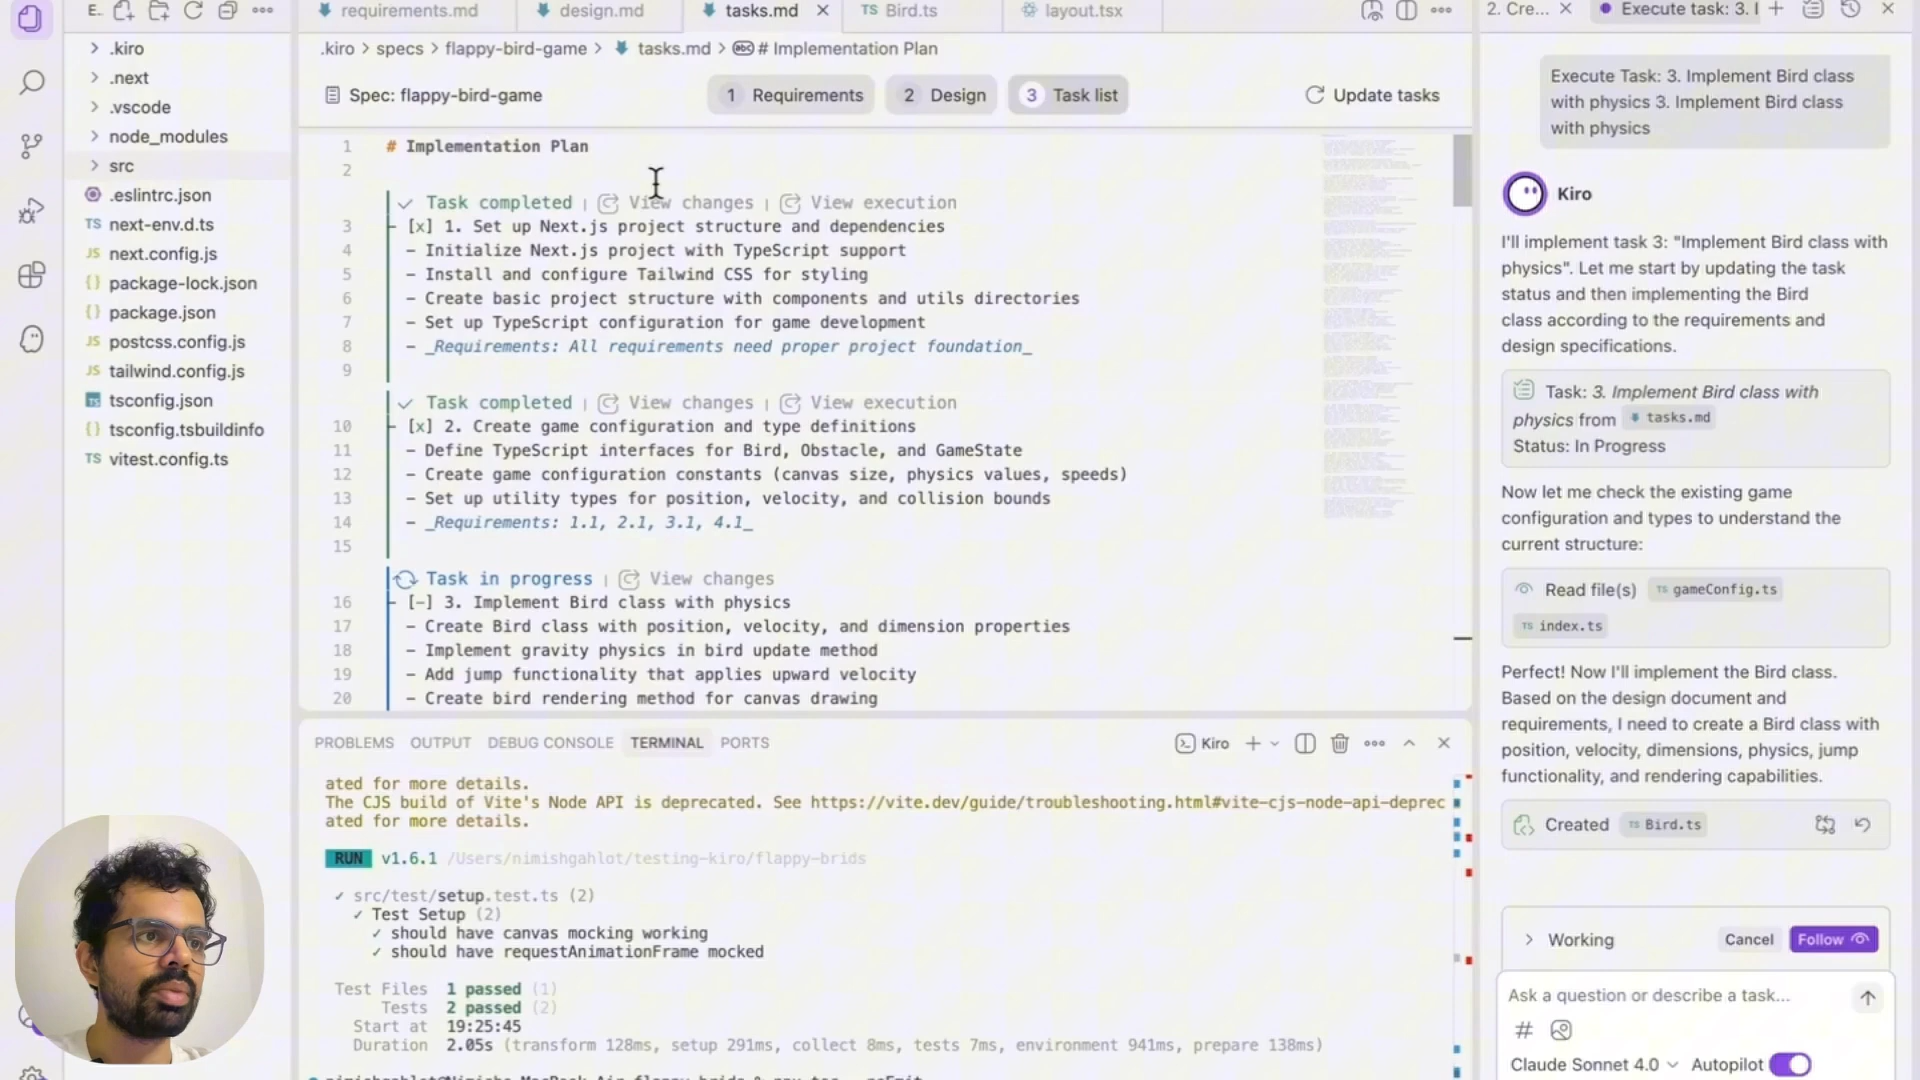 E..
requirements.md
design.md
tasks.md
TS Bird.ts
layout.tsx
2. Cre...
Execute task: 3. I
.kiro
.next
.vscode
node_modules
src
.eslintrc.json
TS next-env.d.ts
JS next.config.js
{} package-lock.json
{} package.json
JS postcss.config.js
JS tailwind.config.js
TS tsconfig.json
{} tsconfig.tsbuildinfo
TS vitest.config.ts
.kiro > specs > flappy-bird-game > tasks.md > abc # Implementation Plan
Spec: flappy-bird-game
1 Requirements
2 Design
3 Task list
Update tasks
1 # Implementation Plan
2
✓ Task completed | View changes | View execution
3 - [x] 1. Set up Next.js project structure and dependencies
4 - Initialize Next.js project with TypeScript support
5 - Install and configure Tailwind CSS for styling
6 - Create basic project structure with components and utils directories
7 - Set up TypeScript configuration for game development
8 - _Requirements: All requirements need proper project foundation_
9
✓ Task completed | View changes | View execution
10 - [x] 2. Create game configuration and type definitions
11 - Define TypeScript interfaces for Bird, Obstacle, and GameState
12 - Create game configuration constants (canvas size, physics values, speeds)
13 - Set up utility types for position, velocity, and collision bounds
14 - _Requirements: 1.1, 2.1, 3.1, 4.1_
15
Task in progress | View changes
16 - [-] 3. Implement Bird class with physics
17 - Create Bird class with position, velocity, and dimension properties
18 - Implement gravity physics in bird update method
19 - Add jump functionality that applies upward velocity
20 - Create bird rendering method for canvas drawing
PROBLEMS OUTPUT DEBUG CONSOLE TERMINAL PORTS
Kiro
ated for more details.
The CJS build of Vite's Node API is deprecated. See https://vite.dev/guide/troubleshooting.html#vite-cjs-node-api-deprec
ated for more details.
RUN v1.6.1 /Users/nimishgahlot/testing-kiro/flappy-brids
✓ src/test/setup.test.ts (2)
✓ Test Setup (2)
✓ should have canvas mocking working
✓ should have requestAnimationFrame mocked
Test Files 1 passed (1)
Tests 2 passed (2)
Start at 19:25:45
Duration 2.05s (transform 128ms, setup 291ms, collect 8ms, tests 7ms, environment 941ms, prepare 138ms)
Execute Task: 3. Implement Bird class
with physics 3. Implement Bird class
with physics
Kiro
I'll implement task 3: "Implement Bird class with
physics". Let me start by updating the task
status and then implementing the Bird
class according to the requirements and
design specifications.
Task: 3. Implement Bird class with
physics from tasks.md
Status: In Progress
Now let me check the existing game
configuration and types to understand the
current structure:
Read file(s) TS gameConfig.ts
TS index.ts
Perfect! Now I'll implement the Bird class.
Based on the design document and
requirements, I need to create a Bird class with
position, velocity, dimensions, physics, jump
functionality, and rendering capabilities.
Created TS Bird.ts
Working
Cancel
Follow
Ask a question or describe a task...
#
Claude Sonnet 4.0
Autopilot